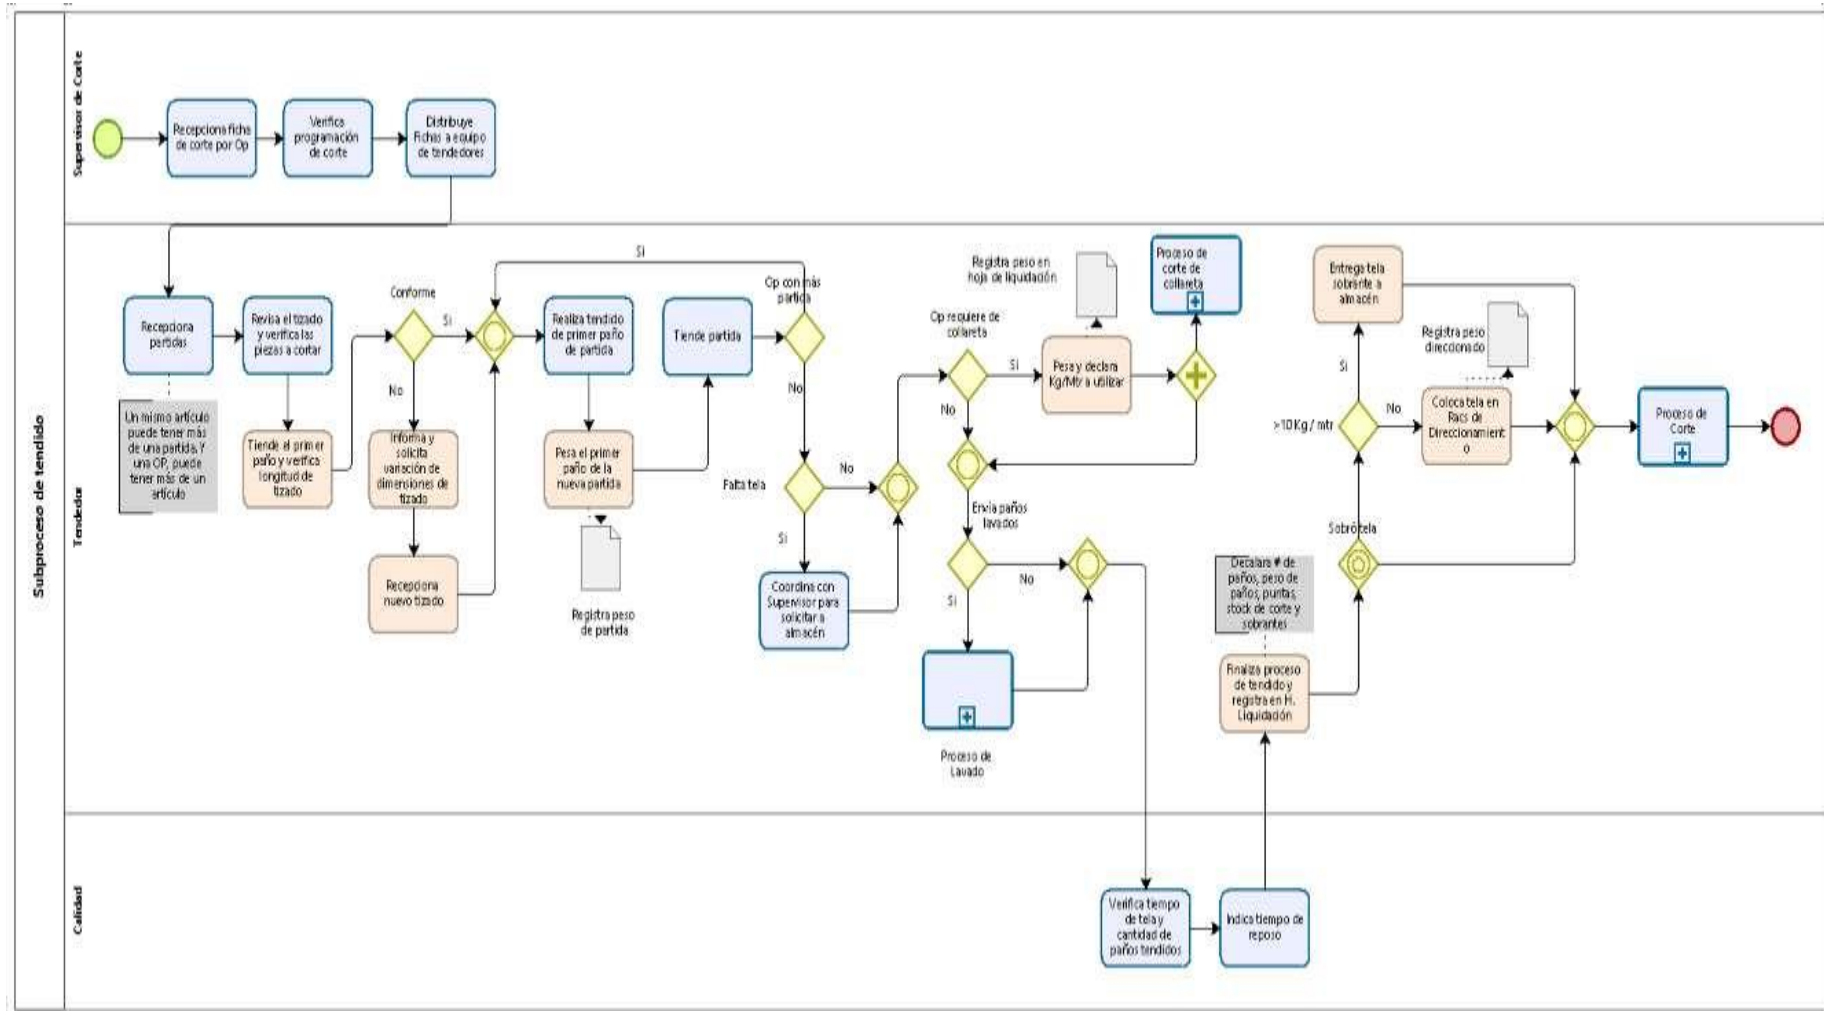 Subproceso de tendido
Supervisor de Corte
Recepciona ficha
de corte por Op
Verifica
programación
de corte
Distribuye
Fichas a equipo
de tendedores
Tendedor
Recepciona
partidas
Un mismo artículo
puede tener más
de una partida. Y
una OP, puede
tener más de un
artículo
Revisa el tizado
y verifica las
piezas a cortar
Tiende el primer
paño y verifica
longitud de
tizado
Conforme
Si
No
Informa y
solicita
variación de
dimensiones de
tizado
Recepciona
nuevo tizado
Si
Realiza tendido
de primer paño
de partida
Pesa el primer
paño de la
nueva partida
Registra peso
de partida
Tiende partida
Op con más
partida
No
Falta tela
No
Si
Coordina con
Supervisor para
solicitar a
almacén
Op requiere de
collareta
Si
No
Registra peso en
hoja de liquidación
Pesa y declara
Kg/Mtr a utilizar
Proceso de
corte de
collareta
Envia paños
lavados
No
Si
Proceso de
Lavado
Decalara # de
paños, peso de
paños, puntas,
stock de corte y
sobrantes
Finaliza proceso
de tendido y
registra en H.
Liquidación
Sobró tela
>10 Kg / mtr
Si
No
Entrega tela
sobrante a
almacén
Registra peso
direccionado
Coloca tela en
Racs de
Direccionamient
o
Proceso de
Corte
Calidad
Verifica tiempo
de tela y
cantidad de
paños tendidos
Indica tiempo de
reposo